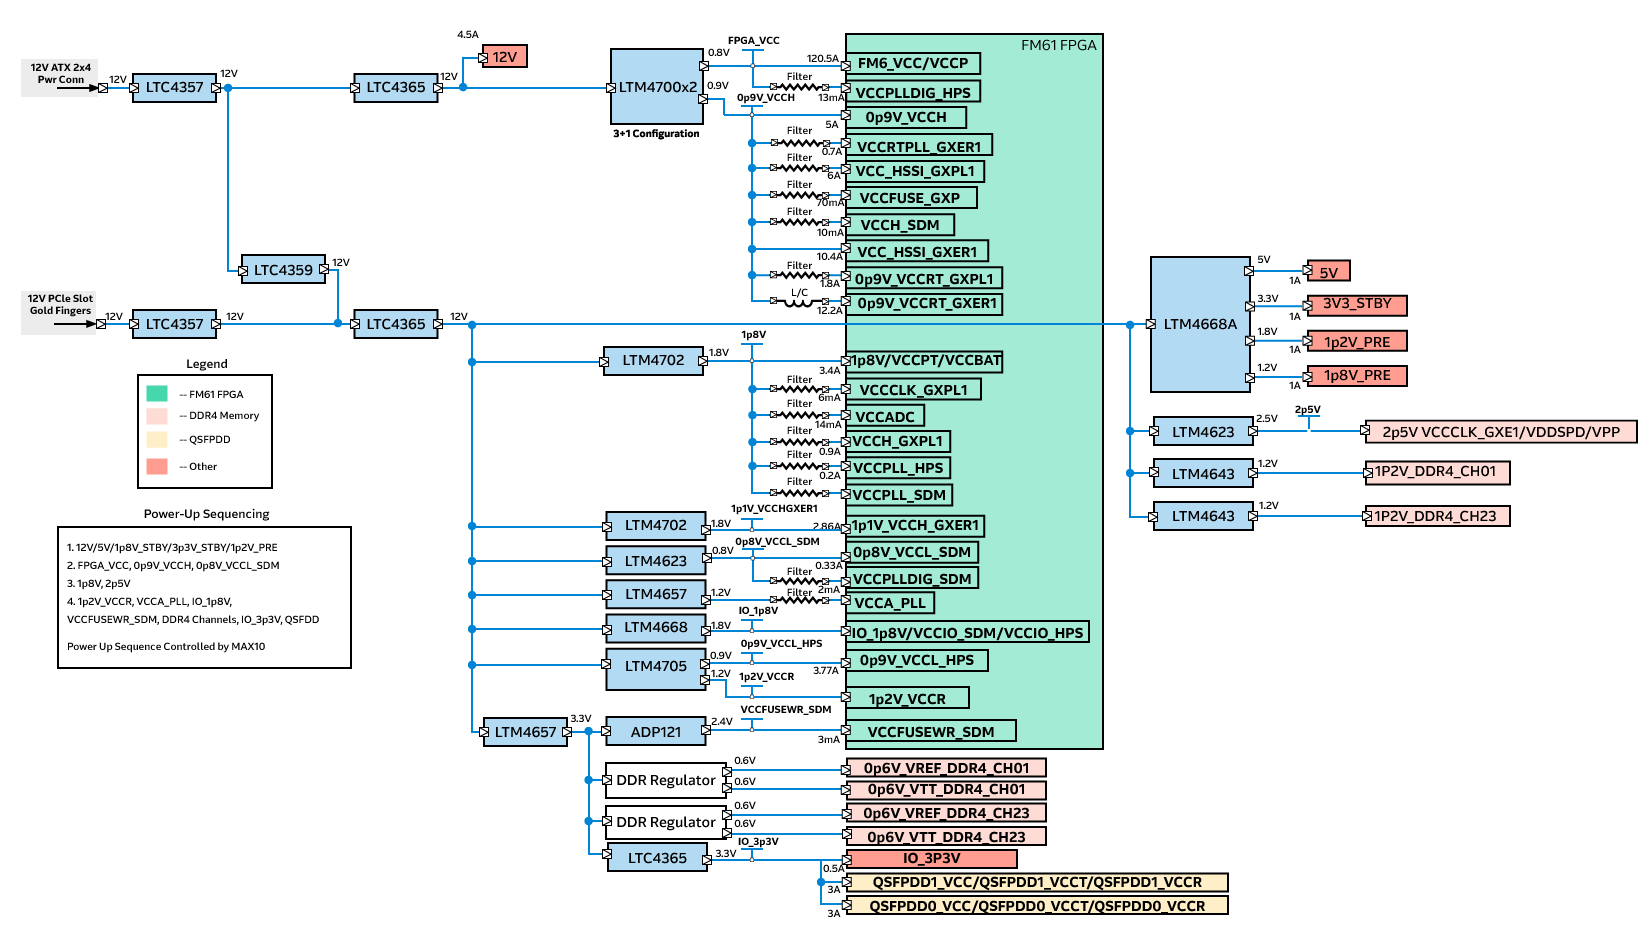 12V ATX 2x4
Pwr Conn
12V
LTC4357
12V
LTC4365
12V
4.5A
12V
LTM4700x2
3+1 Configuration
0.8V
0.9V
FPGA_VCC
Filter
0p9V_VCCH
FM61 FPGA
120.5A
FM6_VCC/VCCP
13mA
VCCPLLDIG_HPS
5A
0p9V_VCCH
Filter
0.7A
VCCRTPLL_GXER1
Filter
6A
VCC_HSSI_GXPL1
Filter
70mA
VCCFUSE_GXP
Filter
10mA
VCCH_SDM
10.4A
VCC_HSSI_GXER1
Filter
1.8A
0p9V_VCCRT_GXPL1
L/C
12.2A
0p9V_VCCRT_GXER1
LTC4359
12V
12V PCIe Slot
Gold Fingers
12V
LTC4357
12V
LTC4365
12V
LTM4668A
5V
1A
5V
3.3V
1A
3V3_STBY
1.8V
1A
1p2V_PRE
1.2V
1A
1p8V_PRE
LTM4623
2.5V
2p5V
2p5V VCCCLK_GXE1/VDDSPD/VPP
LTM4643
1.2V
1P2V_DDR4_CH01
LTM4643
1.2V
1P2V_DDR4_CH23
Legend
-- FM61 FPGA
-- DDR4 Memory
-- QSFPDD
-- Other
Power-Up Sequencing
1. 12V/5V/1p8V_STBY/3p3V_STBY/1p2V_PRE
2. FPGA_VCC, 0p9V_VCCH, 0p8V_VCCL_SDM
3. 1p8V, 2p5V
4. 1p2V_VCCR, VCCA_PLL, IO_1p8V,
VCCFUSEWR_SDM, DDR4 Channels, IO_3p3V, QSFDD
Power Up Sequence Controlled by MAX10
LTM4702
1.8V
1p8V
3.4A
1p8V/VCCPT/VCCBAT
Filter
6mA
VCCCLK_GXPL1
Filter
14mA
VCCADC
Filter
0.9A
VCCH_GXPL1
Filter
0.2A
VCCPLL_HPS
Filter
VCCPLL_SDM
LTM4702
1.8V
1p1V_VCCHGXER1
2.86A
1p1V_VCCH_GXER1
LTM4623
0.8V
0p8V_VCCL_SDM
0.33A
0p8V_VCCL_SDM
Filter
2mA
VCCPLLDIG_SDM
LTM4657
1.2V
Filter
VCCA_PLL
LTM4668
1.8V
IO_1p8V
IO_1p8V/VCCIO_SDM/VCCIO_HPS
LTM4705
0.9V
0p9V_VCCL_HPS
3.77A
0p9V_VCCL_HPS
1.2V
1p2V_VCCR
1p2V_VCCR
LTM4657
3.3V
ADP121
2.4V
VCCFUSEWR_SDM
3mA
VCCFUSEWR_SDM
DDR Regulator
0.6V
0p6V_VREF_DDR4_CH01
0.6V
0p6V_VTT_DDR4_CH01
DDR Regulator
0.6V
0p6V_VREF_DDR4_CH23
0.6V
0p6V_VTT_DDR4_CH23
LTC4365
3.3V
IO_3p3V
0.5A
IO_3P3V
3A
QSFPDD1_VCC/QSFPDD1_VCCT/QSFPDD1_VCCR
3A
QSFPDD0_VCC/QSFPDD0_VCCT/QSFPDD0_VCCR